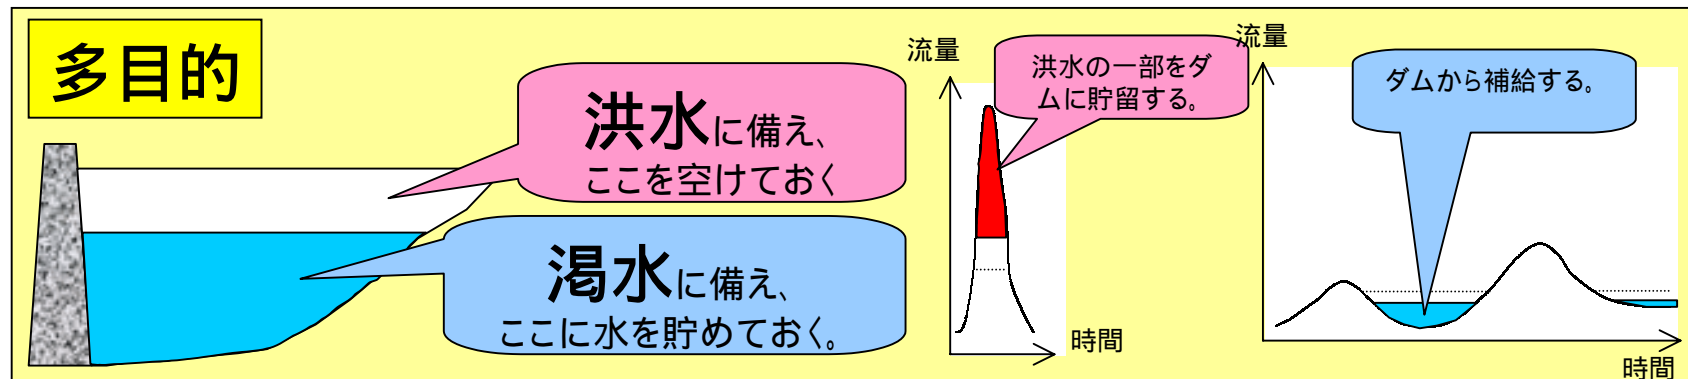 多目的
洪水に備え、
ここを空けておく
渇水に備え、
ここに水を貯めておく。
流量
洪水の一部をダ
ムに貯留する。
時間
流量
ダムから補給する。
時間